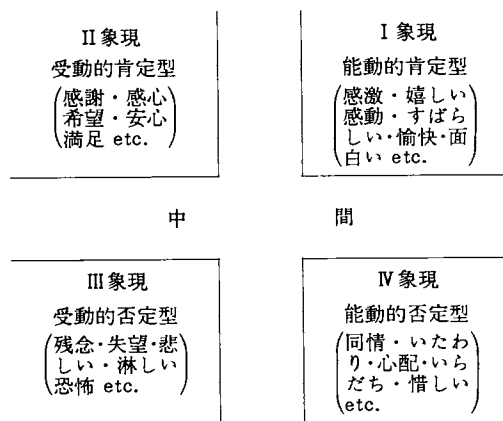 II象現
受動的肯定型
(感謝・感心
希望・安心
満足 etc.)
I象現
能動的肯定型
(感激・嬉しい
感動・すばら
しい・愉快・面
白い etc.)
中 間
III象現
受動的否定型
(残念・失望・悲
しい・淋しい
恐怖 etc.)
IV象現
能動的否定型
(同情・いたわ
り・心配・いら
だち・惜しい
etc.)